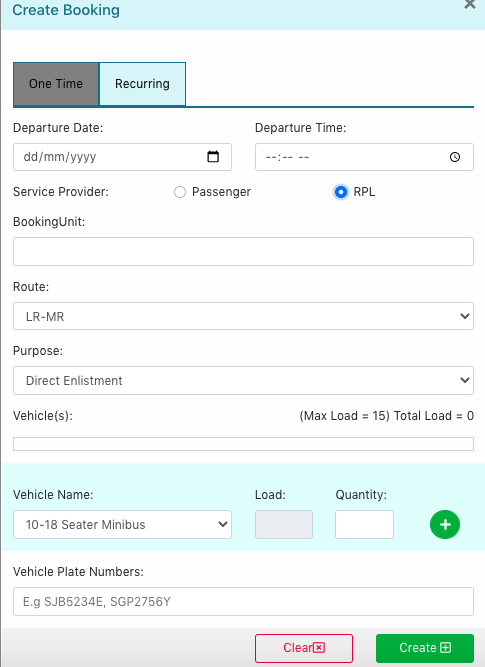 Create Booking
One Time Recurring
Departure Date: Departure Time:
dd/mm/yyyy --:-- --
Service Provider: Passenger RPL
BookingUnit:
Route:
LR-MR
Purpose:
Direct Enlistment
Vehicle(s): (Max Load = 15) Total Load = 0
Vehicle Name: Load: Quantity:
10-18 Seater Minibus
Vehicle Plate Numbers:
E.g SJB5234E, SGP2756Y
Clear Create